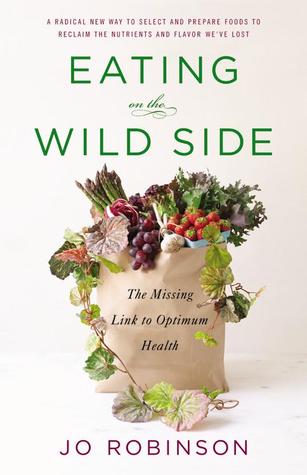 A RADICAL NEW WAY TO SELECT AND PREPARE FOODS TO
RECLAIM THE NUTRIENTS AND FLAVOR WE'VE LOST
EATING
on the
WILD SIDE
The Missing
Link to Optimum
Health
JO ROBINSON